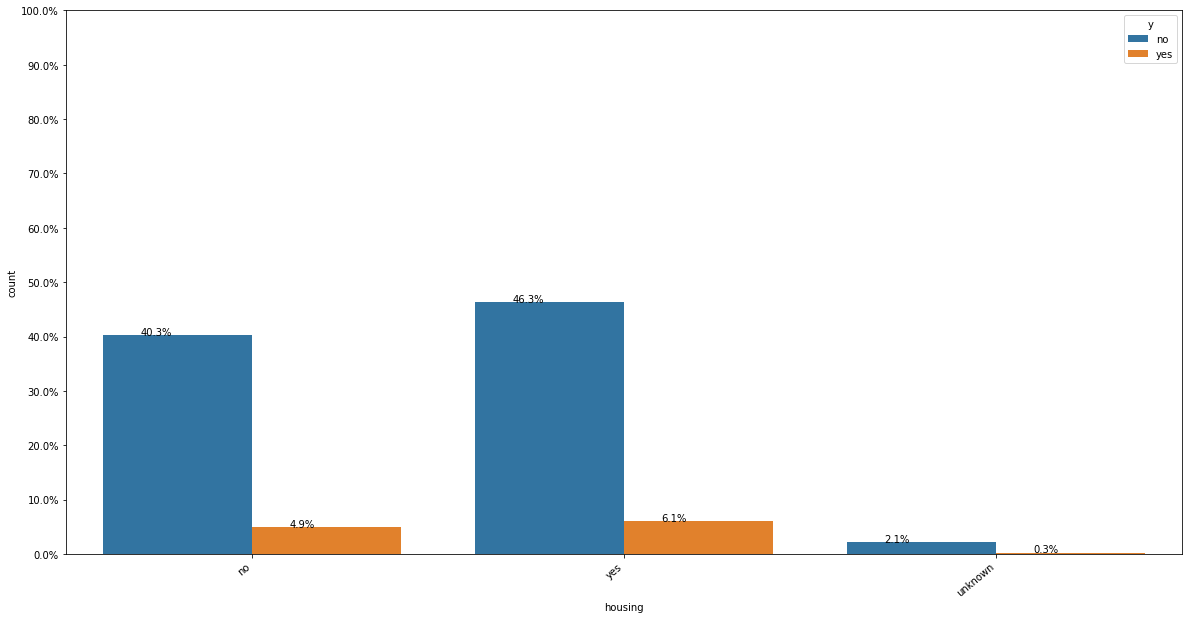 100.0%
90.0%
80.0%
70.0%
60.0%
50.0%
40.0%
30.0%
20.0%
10.0%
0.0%
count
y
no
yes
40.3%
4.9%
46.3%
6.1%
2.1%
0.3%
no
yes
unknown
housing